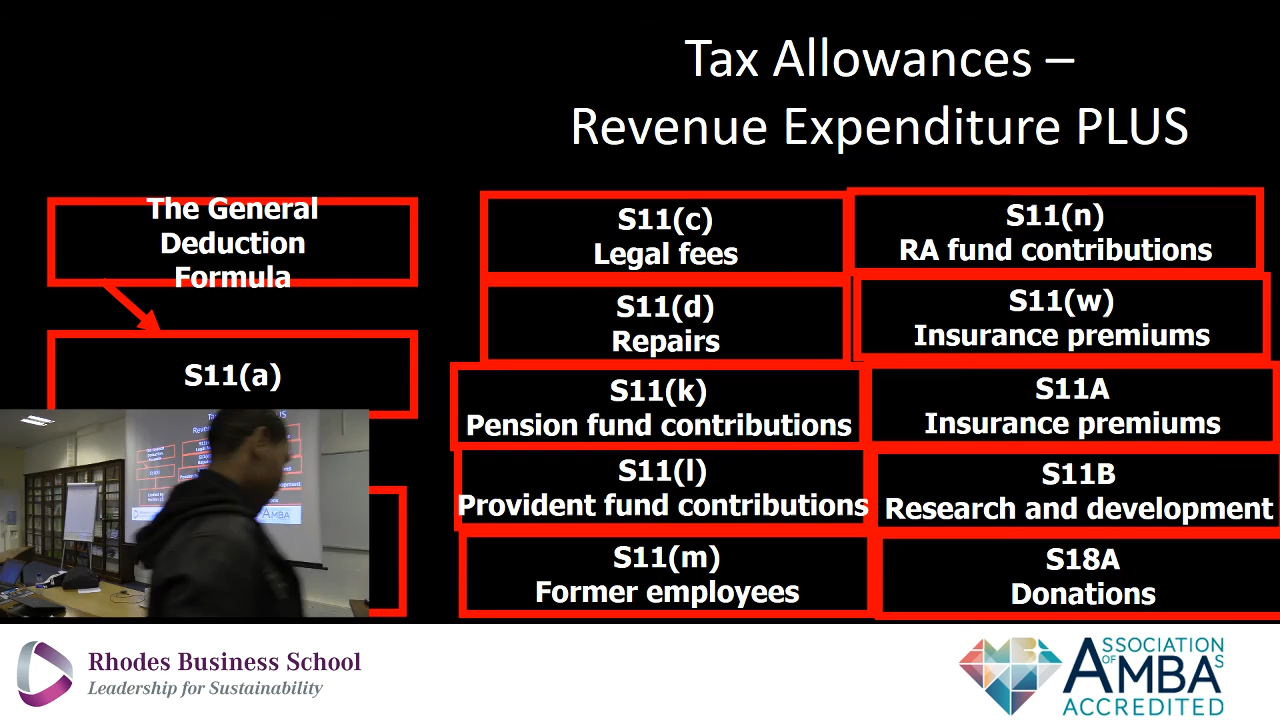 Tax Allowances –
Revenue Expenditure PLUS
The General
Deduction
Formula
S11(a)
S11(c)
Legal fees
S11(d)
Repairs
S11(k)
Pension fund contributions
S11(l)
Provident fund contributions
S11(m)
Former employees
S11(n)
RA fund contributions
S11(w)
Insurance premiums
S11A
Insurance premiums
S11B
Research and development
S18A
Donations
Rhodes Business School
Leadership for Sustainability
ASSOCIATION
OF AMBAS
ACCREDITED